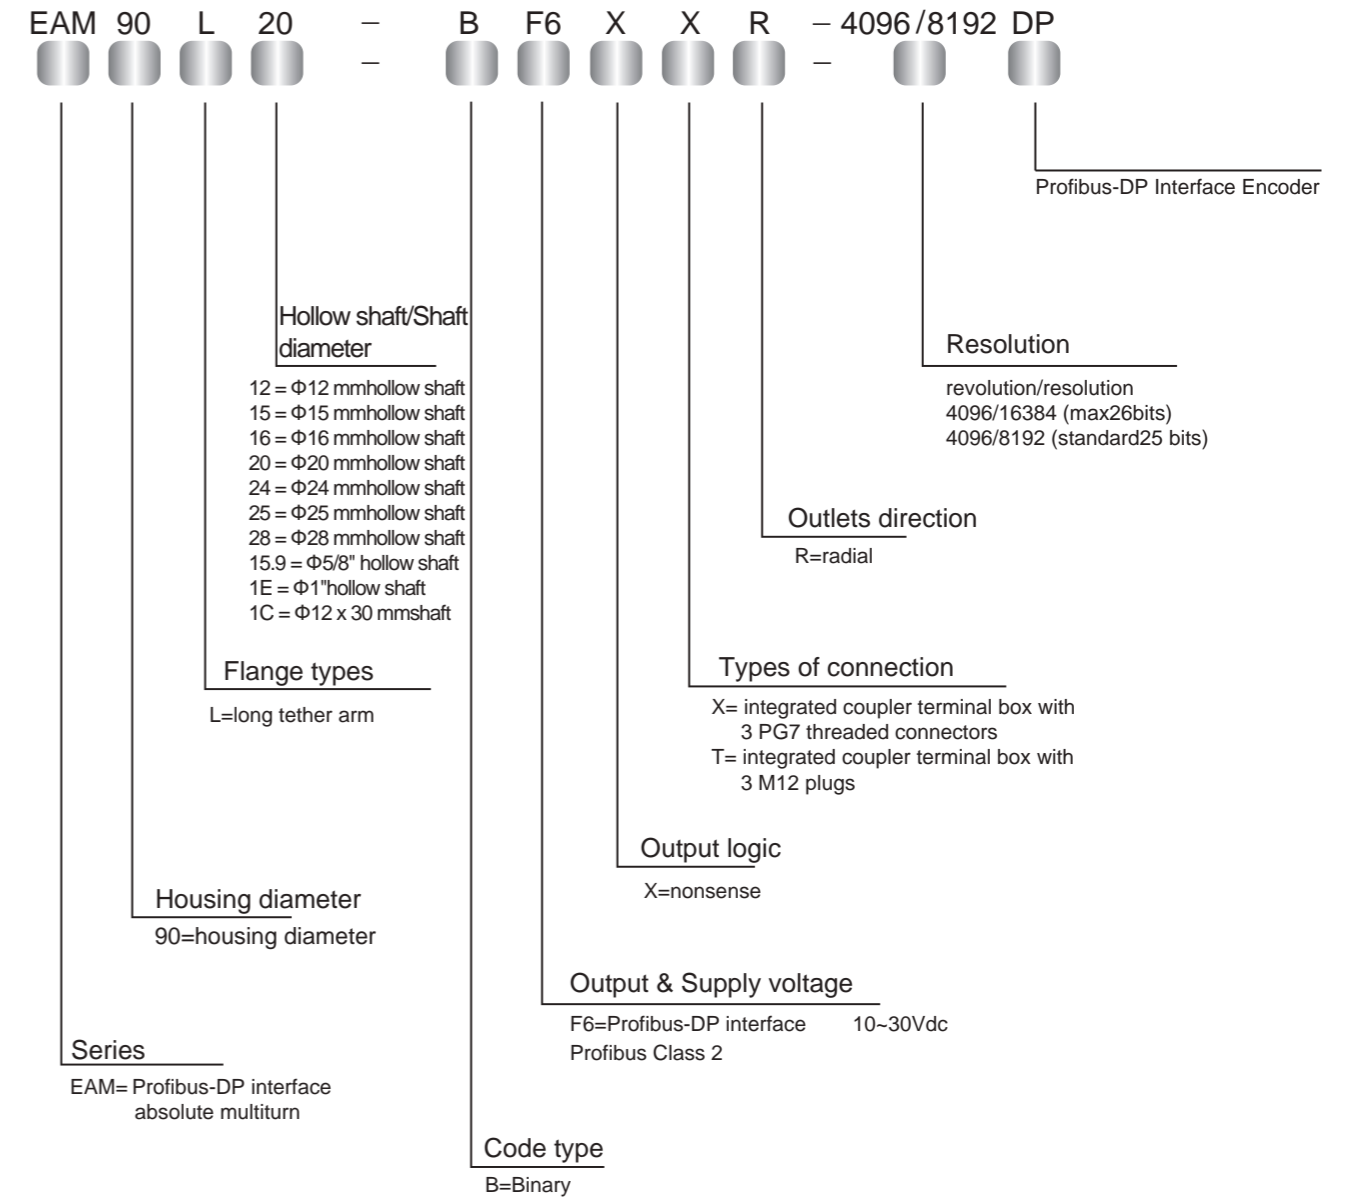 EAM 90 L 20 – B F6 X X R – 4096/8192 DP
– –
Profibus-DP Interface Encoder
Hollow shaft/Shaft
diameter
12 = Φ12 mmhollow shaft
15 = Φ15 mmhollow shaft
16 = Φ16 mmhollow shaft
20 = Φ20 mmhollow shaft
24 = Φ24 mmhollow shaft
25 = Φ25 mmhollow shaft
28 = Φ28 mmhollow shaft
15.9 = Φ5/8" hollow shaft
1E = Φ1"hollow shaft
1C = Φ12 x 30 mmshaft
Resolution
revolution/resolution
4096/16384 (max26bits)
4096/8192 (standard25 bits)
Outlets direction
R=radial
Flange types
L=long tether arm
Types of connection
X= integrated coupler terminal box with
3 PG7 threaded connectors
T= integrated coupler terminal box with
3 M12 plugs
Output logic
X=nonsense
Housing diameter
90=housing diameter
Output & Supply voltage
F6=Profibus-DP interface 10~30Vdc
Profibus Class 2
Series
EAM= Profibus-DP interface
absolute multiturn
Code type
B=Binary